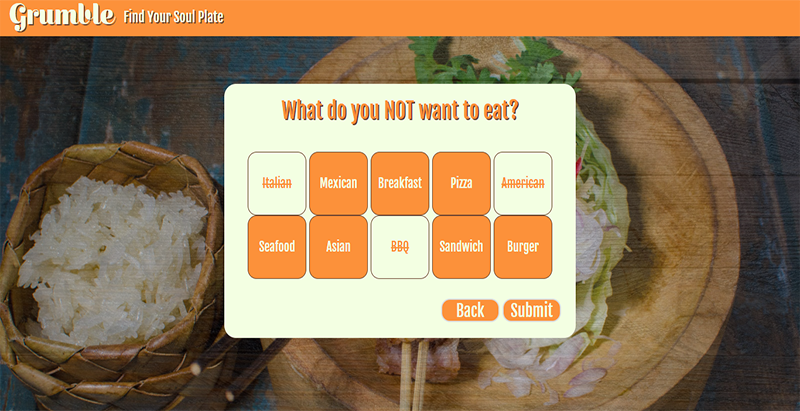 Grumble Find Your Soul Plate
What do you NOT want to eat?
Italian Mexican Breakfast Pizza American
Seafood Asian BBQ Sandwich Burger
Back Submit